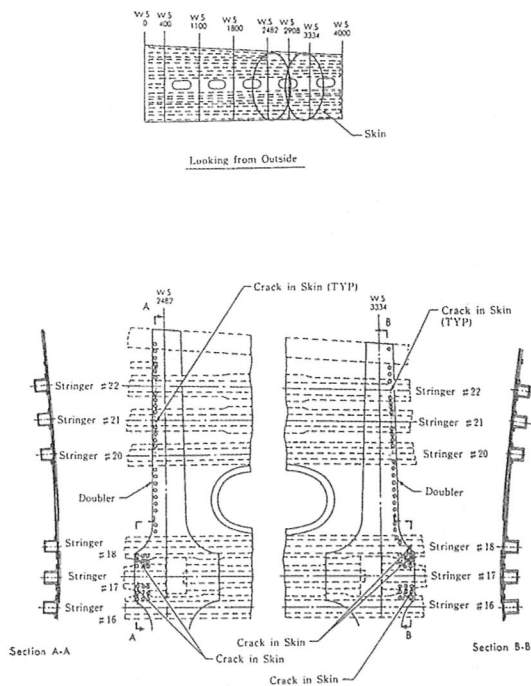 W S
0
W S
400
W S
1100
W S
1800
W S
2482
W S
2908
W S
3334
W S
4000
Skin
Looking from Outside
A
W S
2482
Crack in Skin (TYP)
W S
3334
B
Crack in Skin
(TYP)
Stringer #22
Stringer #21
Stringer #20
Doubler
Stringer
#18
Stringer
#17
Stringer
#16
A
Stringer #22
Stringer #21
Stringer #20
Doubler
Stringer #18
Stringer #17
Stringer #16
B
Section A-A
Crack in Skin
Crack in Skin
Crack in Skin
Section B-B